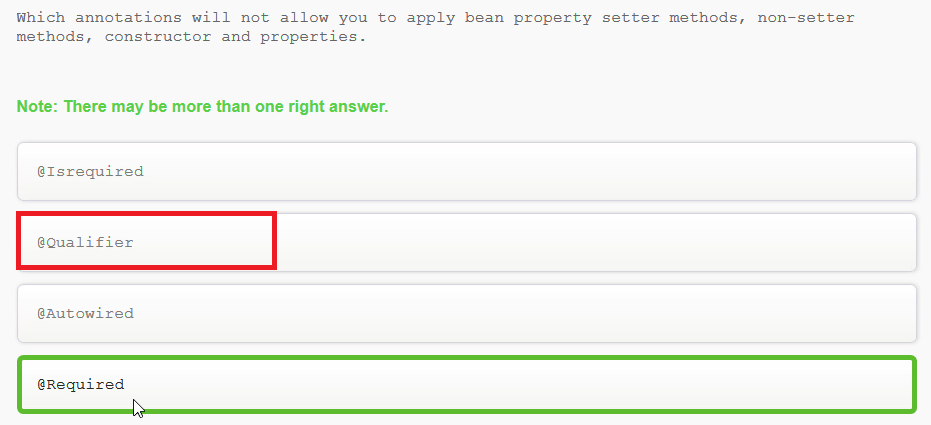 Which annotations will not allow you to apply bean property setter methods, non-setter
methods, constructor and properties.
Note: There may be more than one right answer.
@Isrequired
@Qualifier
@Autowired
@Required